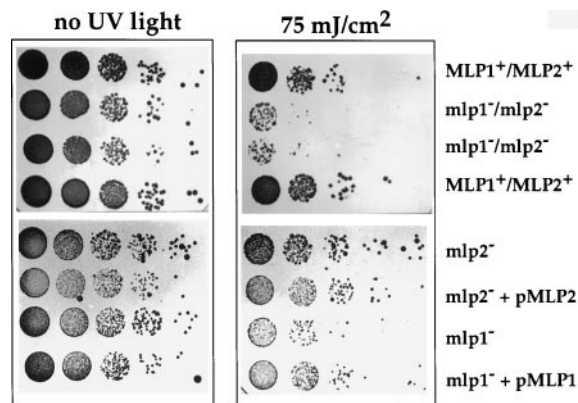 no UV light
75 mJ/cm²
MLP1⁺/MLP2⁺
mlp1⁻/mlp2⁻
mlp1⁻/mlp2⁻
MLP1⁺/MLP2⁺
mlp2⁻
mlp2⁻ + pMLP2
mlp1⁻
mlp1⁻ + pMLP1